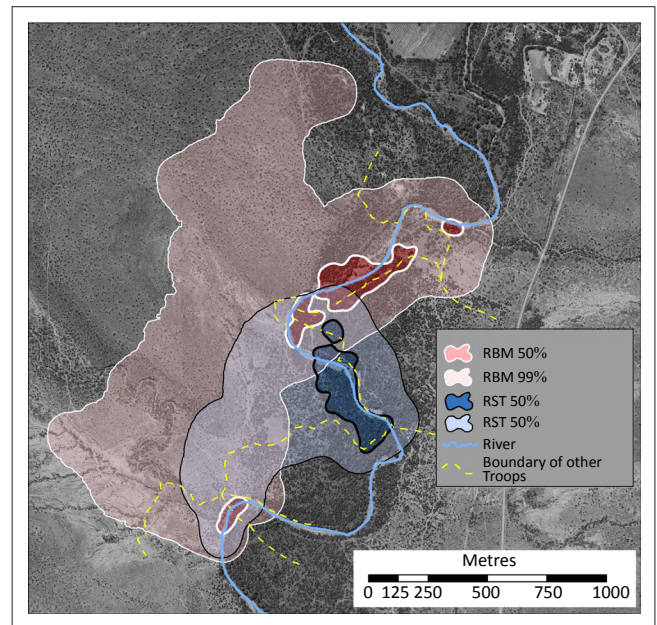 RBM 50%
RBM 99%
RST 50%
RST 50%
River
Boundary of other
Troops
Metres
0 125 250 500 750 1000